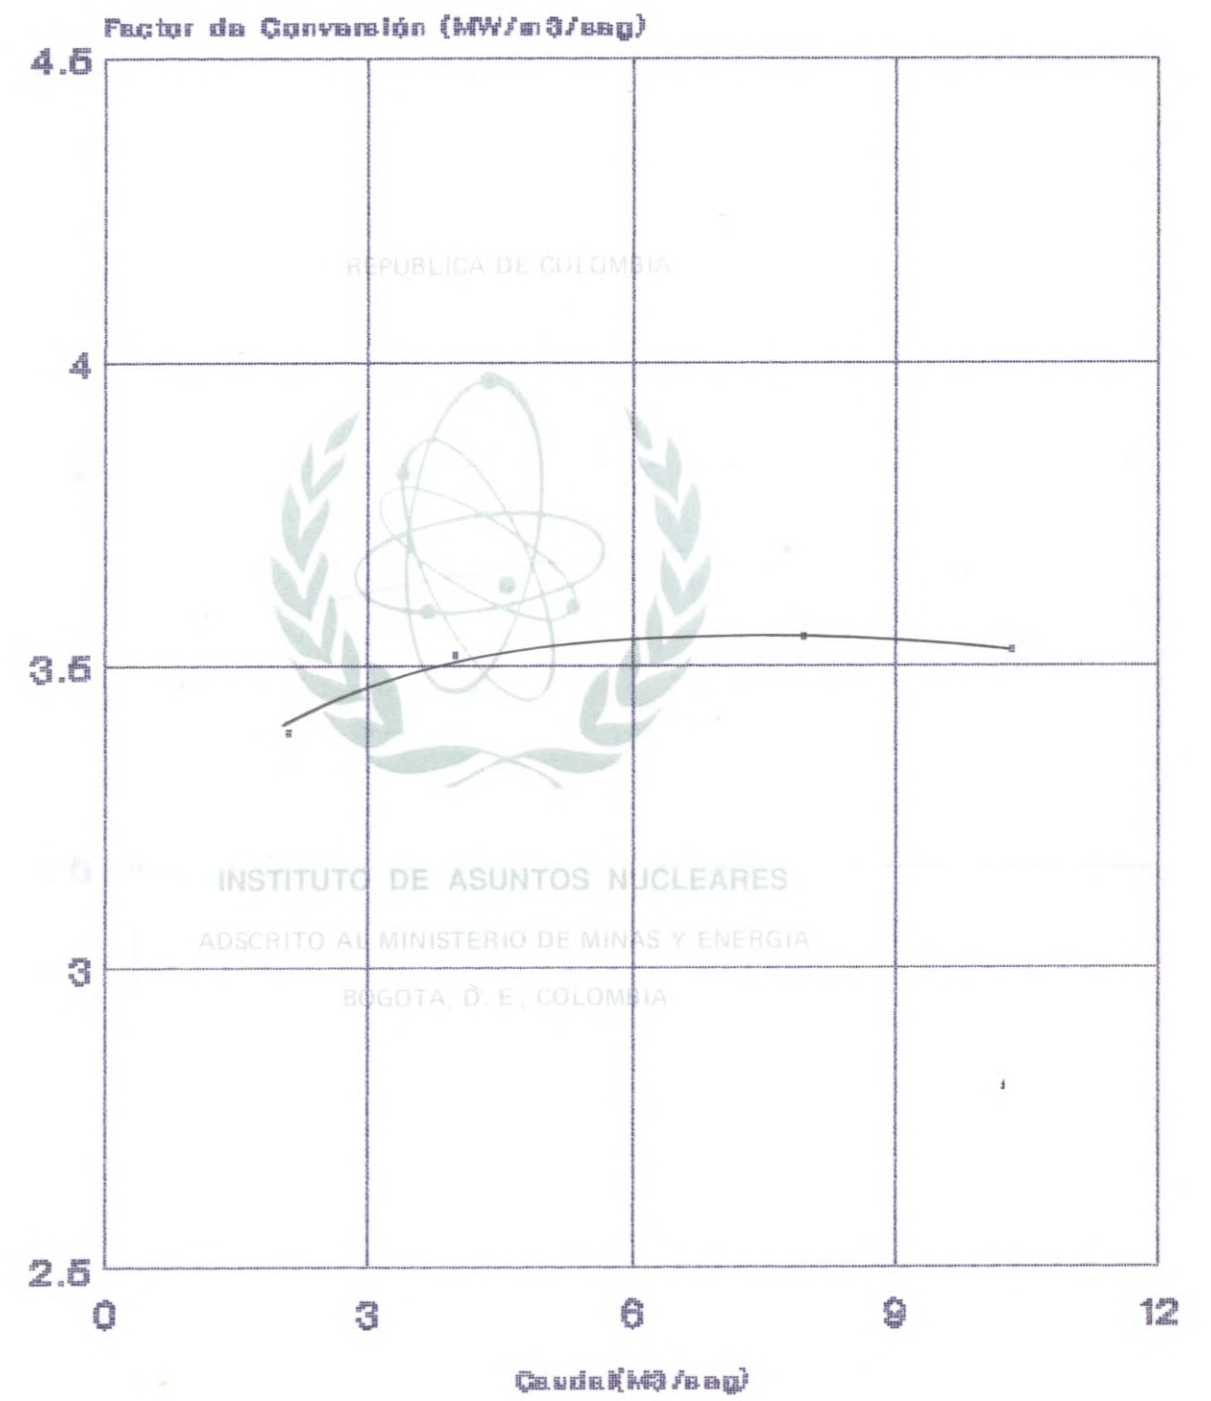 Factor de Conversión (MW/m3/seg)
4.5
REPUBLICA DE COLOMBIA
4
3.5
INSTITUTO DE ASUNTOS NUCLEARES
ADSCRITO AL MINISTERIO DE MINAS Y ENERGIA
3
BOGOTA, D. E., COLOMBIA
2.5
0 3 6 9 12
Caudal(M3/seg)